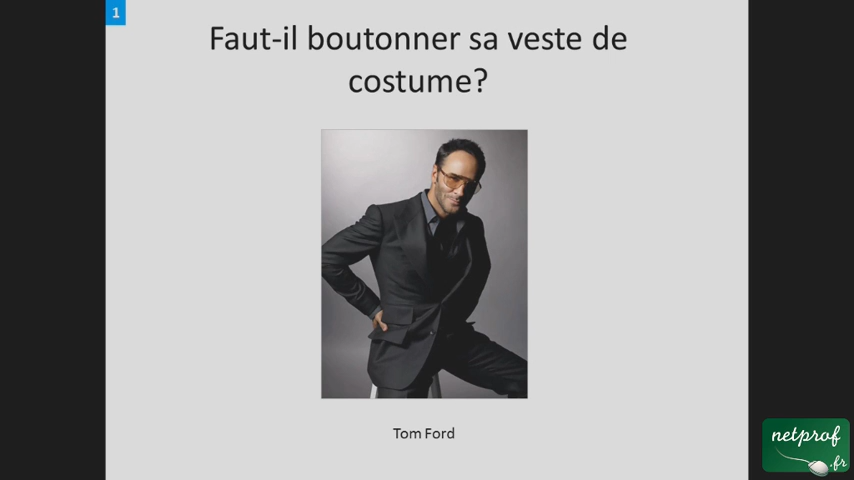 1
Faut-il boutonner sa veste de
costume?
Tom Ford
netprof
.fr